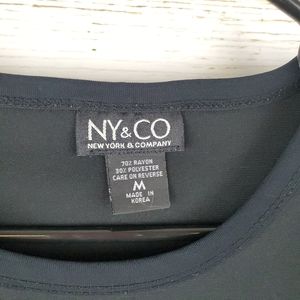 NY&CO
NEW YORK & COMPANY
70% RAYON
30% POLYESTER
CARE ON REVERSE
M
MADE IN
KOREA